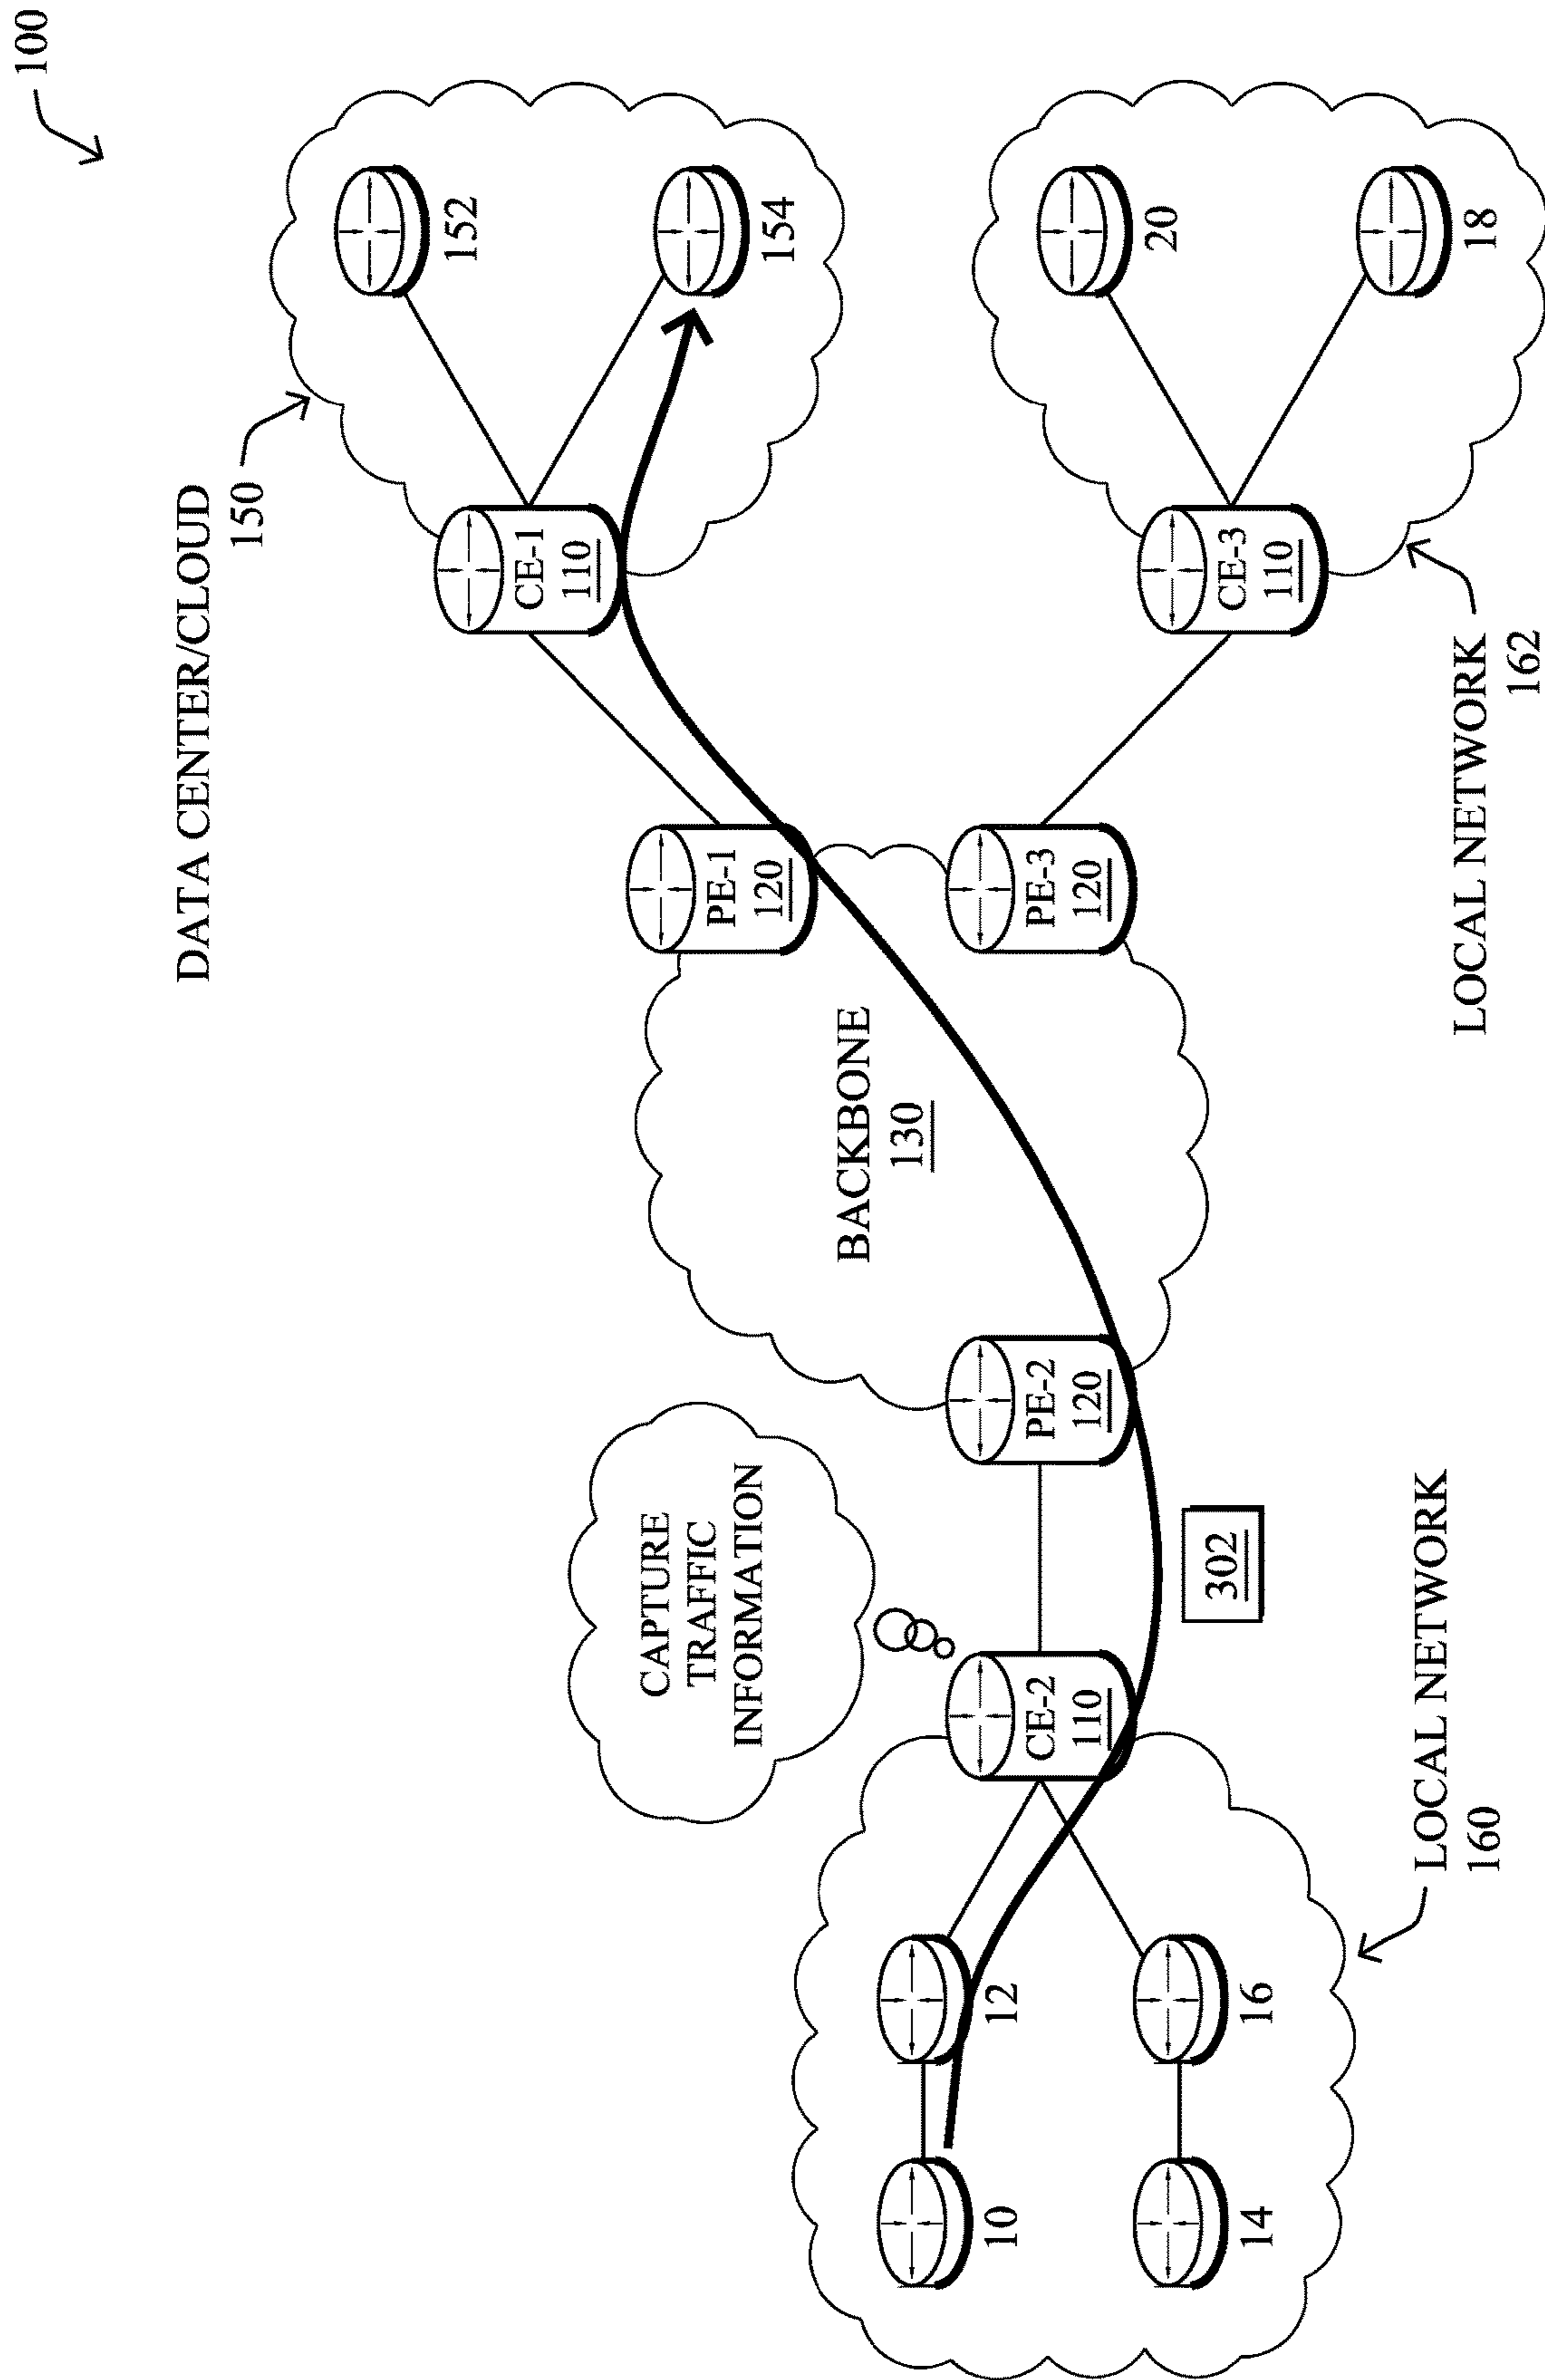 100
DATA CENTER/CLOUD
150
152
154
CE-1
110
PE-1
120
BACKBONE
130
CAPTURE
TRAFFIC
INFORMATION
10
12
CE-2
110
PE-2
120
PE-3
120
CE-3
110
20
18
14
16
302
LOCAL NETWORK
160
LOCAL NETWORK
162